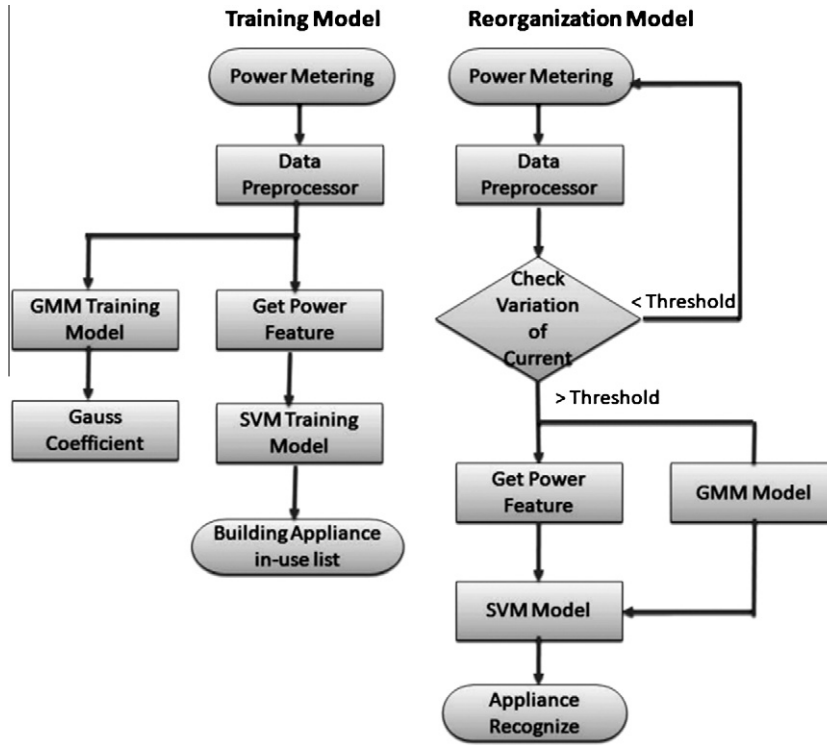 Training Model
Power Metering
Data
Preprocessor
GMM Training
Model
Gauss
Coefficient
Get Power
Feature
SVM Training
Model
Building Appliance
in-use list
Reorganization Model
Power Metering
Data
Preprocessor
Check
Variation
of
Current
< Threshold
> Threshold
Get Power
Feature
GMM Model
SVM Model
Appliance
Recognize